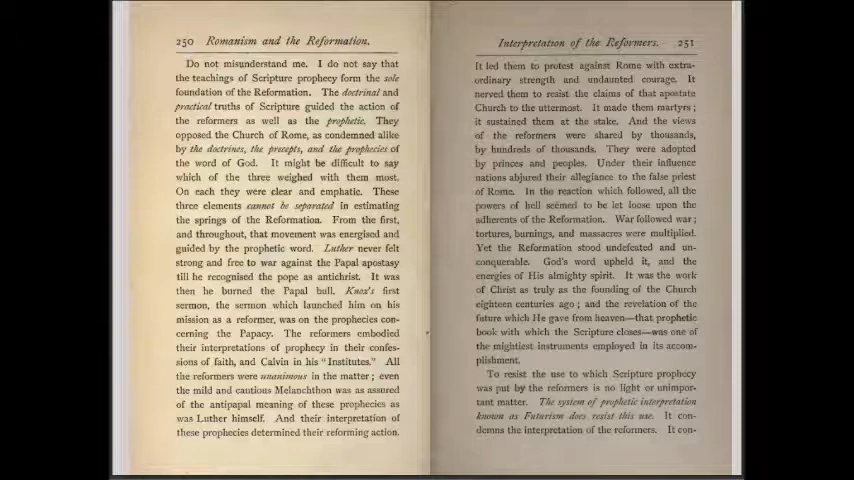 250 Romanism and the Reformation.
Do not misunderstand me. I do not say that
the teachings of Scripture prophecy form the sole
foundation of the Reformation. The doctrinal and
practical truths of Scripture guided the action of
the reformers as well as the prophetic. They
opposed the Church of Rome, as condemned alike
by the doctrines, the precepts, and the prophecies of
the word of God. It might be difficult to say
which of the three weighed with them most.
On each they were clear and emphatic. These
three elements cannot be separated in estimating
the springs of the Reformation. From the first,
and throughout, that movement was energised and
guided by the prophetic word. Luther never felt
strong and free to war against the Papal apostasy
till he recognised the pope as antichrist. It was
then he burned the Papal bull. Knox's first
sermon, the sermon which launched him on his
mission as a reformer, was on the prophecies con-
cerning the Papacy. The reformers embodied
their interpretations of prophecy in their confes-
sions of faith, and Calvin in his "Institutes." All
the reformers were unanimous in the matter; even
the mild and cautious Melanchthon was as assured
of the antipapal meaning of these prophecies as
was Luther himself. And their interpretation of
these prophecies determined their reforming action.
Interpretation of the Reformers. 251
It led them to protest against Rome with extra-
ordinary strength and undaunted courage. It
nerved them to resist the claims of that apostate
Church to the uttermost. It made them martyrs;
it sustained them at the stake. And the views
of the reformers were shared by thousands,
by hundreds of thousands. They were adopted
by princes and peoples. Under their influence
nations abjured their allegiance to the false priest
of Rome. In the reaction which followed, all the
powers of hell seemed to be let loose upon the
adherents of the Reformation. War followed war;
tortures, burnings, and massacres were multiplied.
Yet the Reformation stood undefeated and un-
conquerable. God's word upheld it, and the
energies of His almighty spirit. It was the work
of Christ as truly as the founding of the Church
eighteen centuries ago; and the revelation of the
future which He gave from heaven—that prophetic
book with which the Scripture closes—was one of
the mightiest instruments employed in its accom-
plishment.
To resist the use to which Scripture prophecy
was put by the reformers is no light or unimpor-
tant matter. The system of prophetic interpretation
known as Futurism does resist this use. It con-
demns the interpretation of the reformers. It con-